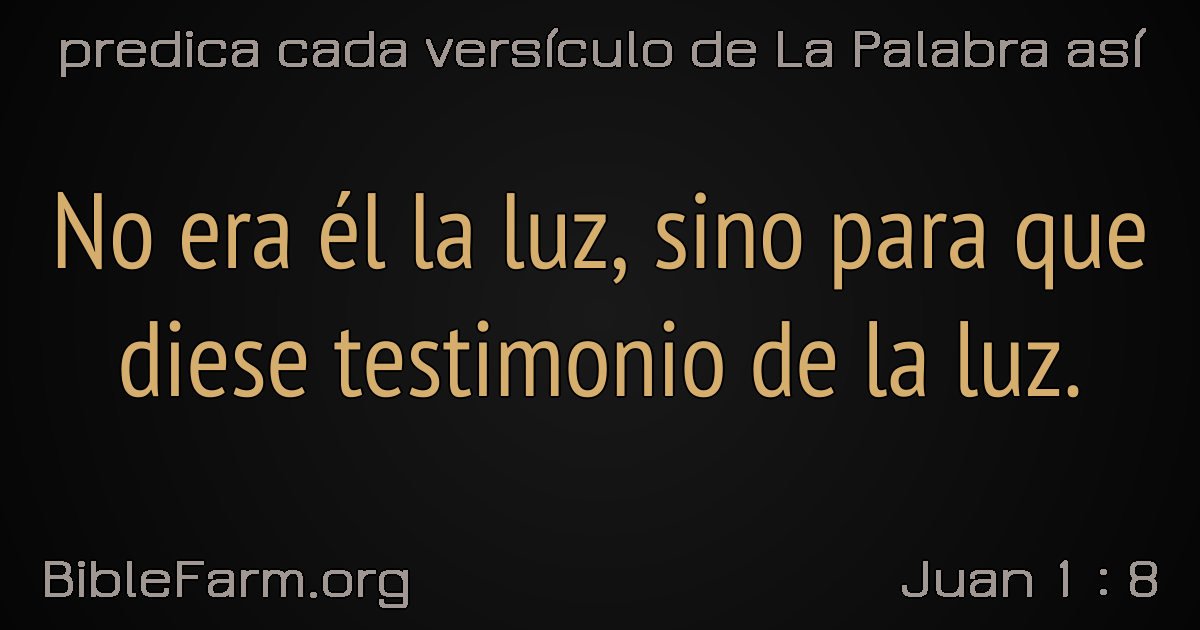 predica cada versículo de La Palabra así
No era él la luz, sino para que
diese testimonio de la luz.
BibleFarm.org
Juan 1 : 8